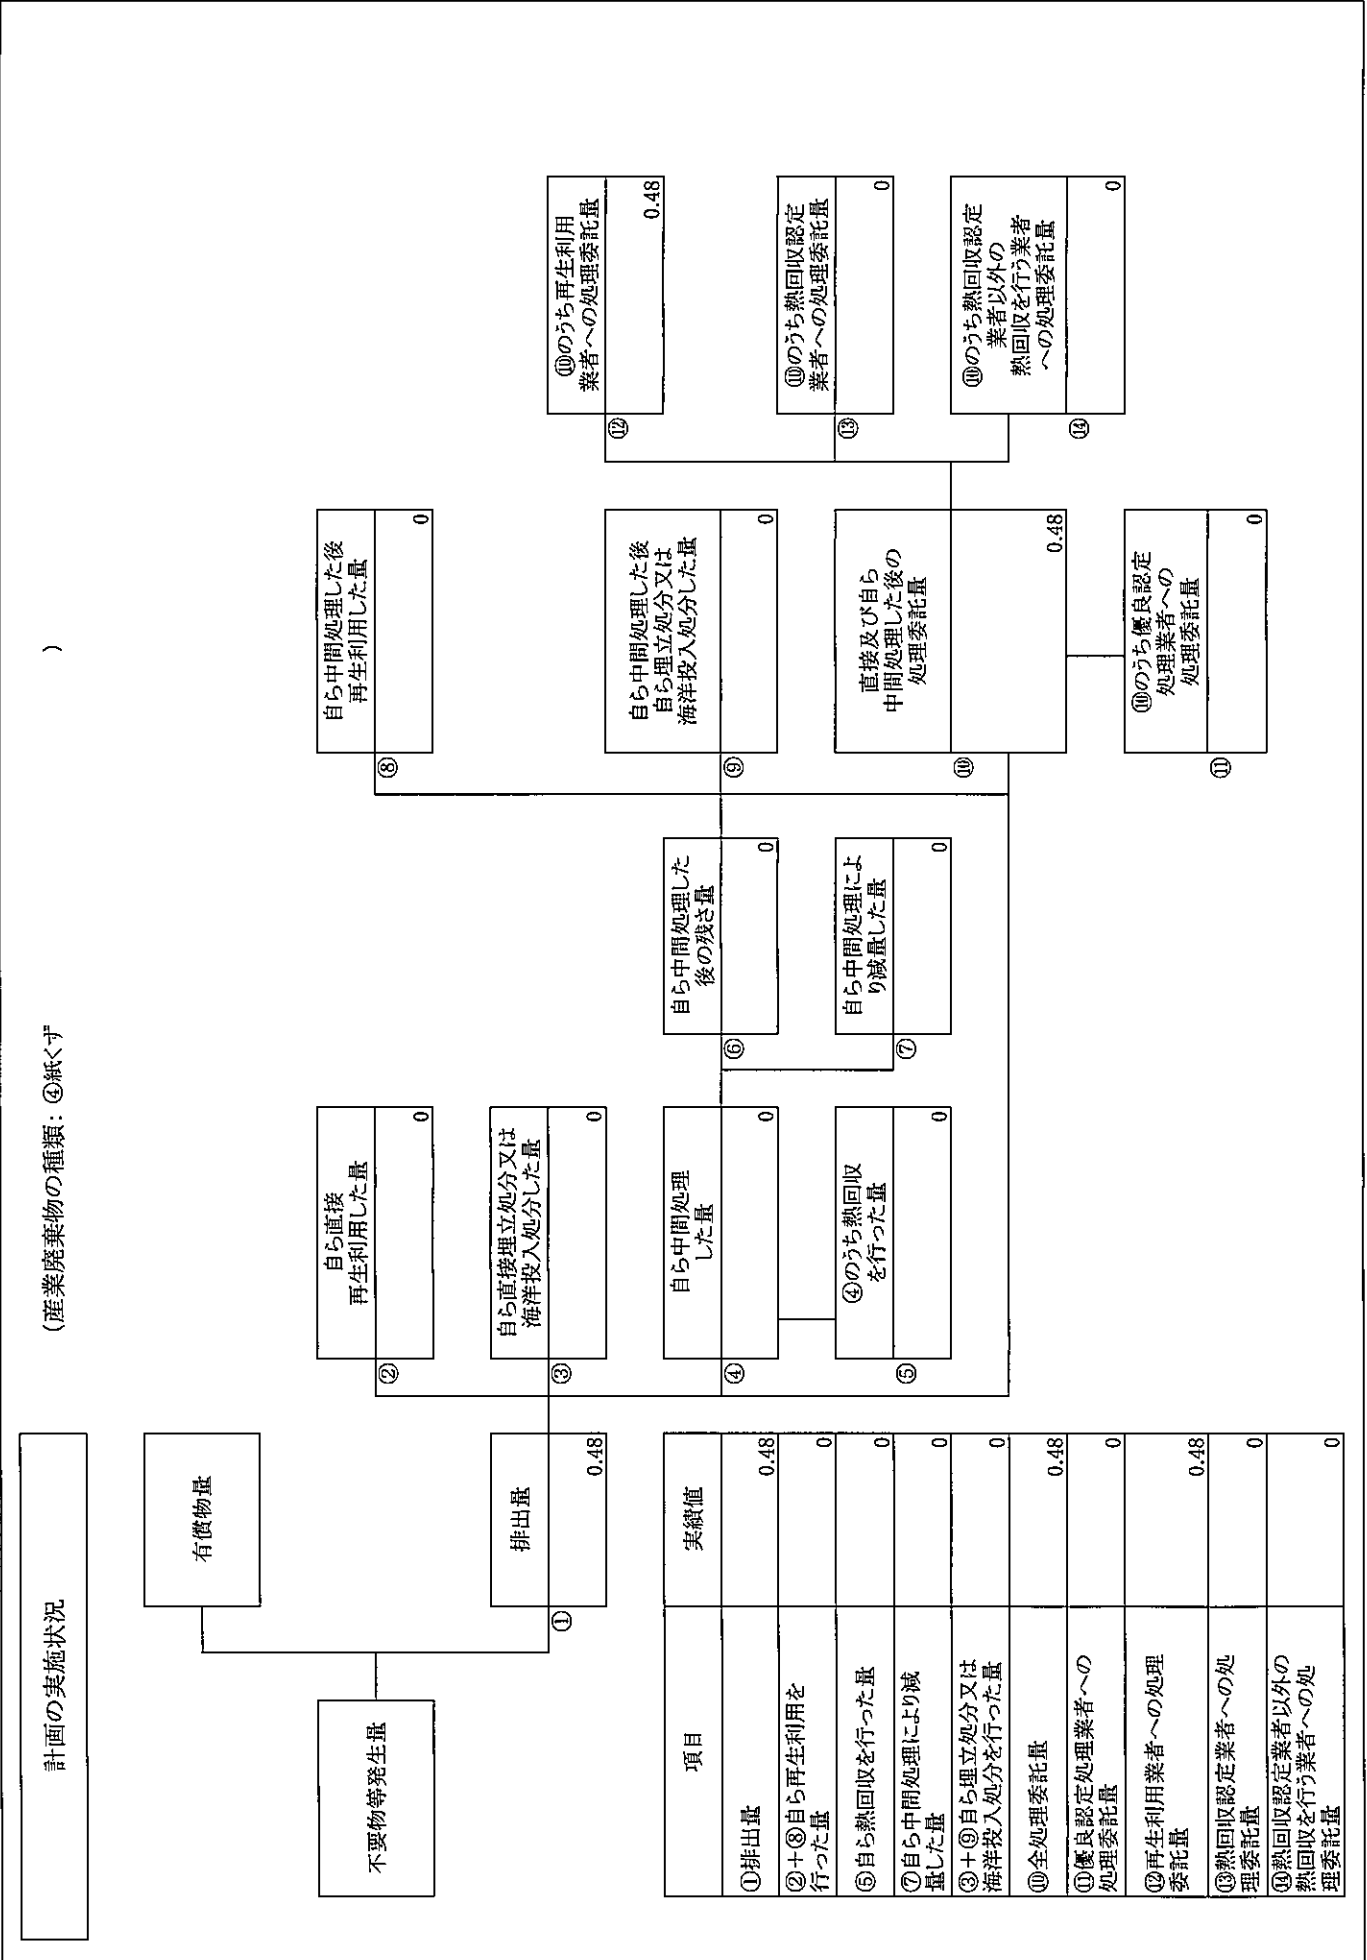 計画の実施状況
(産業廃棄物の種類：④紙くず
)
有償物量
不要物等発生量
①
排出量
0.48
②
自ら直接
再生利用した量
0
③
自ら直接埋立処分又は
海洋投入処分した量
0
④
自ら中間処理
した量
0
⑤
④のうち熱回収
を行った量
0
⑥
自ら中間処理した
後の残さ量
0
⑦
自ら中間処理によ
り減量した量
0
⑧
自ら中間処理した後
再生利用した量
0
⑨
自ら中間処理した後
自ら埋立処分又は
海洋投入処分した量
0
⑩
直接及び自ら
中間処理した後の
処理委託量
0.48
⑪
⑩のうち優良認定
処理業者への
処理委託量
0
⑫
⑩のうち再生利用
業者への処理委託量
0.48
⑬
⑩のうち熱回収認定
業者への処理委託量
0
⑭
⑩のうち熱回収認定
業者以外の
熱回収を行う業者
への処理委託量
0
項目 実績値
①排出量 0.48
②＋⑧自ら再生利用を
行った量 0
⑤自ら熱回収を行った量 0
⑦自ら中間処理により減
量した量 0
③＋⑨自ら埋立処分又は
海洋投入処分を行った量 0
⑩全処理委託量 0.48
⑪優良認定処理業者への
処理委託量 0
⑫再生利用業者への処理
委託量 0.48
⑬熱回収認定業者への処
理委託量 0
⑭熱回収認定業者以外の
熱回収を行う業者への処
理委託量 0